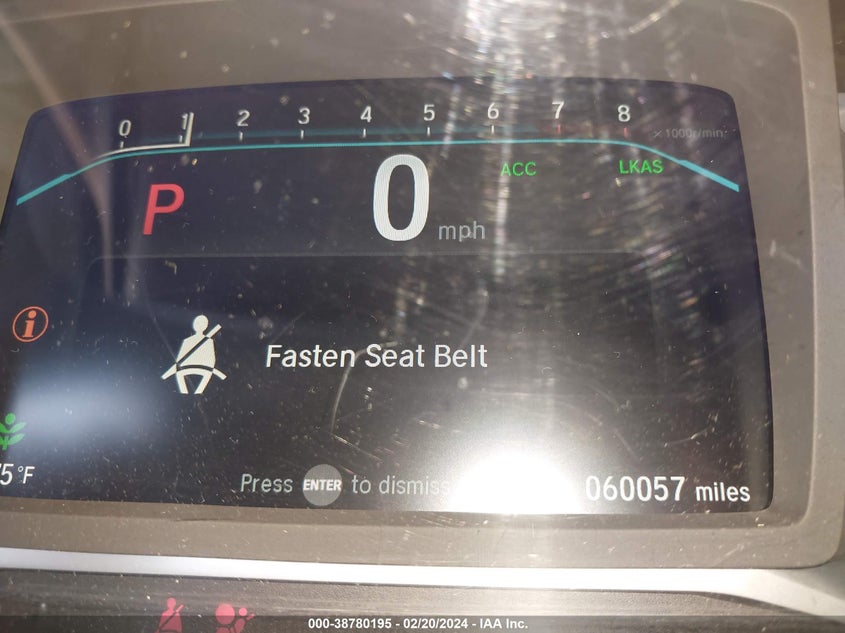 0 1 2 3 4 5 6 7 8
x1000r/min
P 0 mph ACC LKAS
i
Fasten Seat Belt
5°F
Press ENTER to dismiss
060057 miles
000-38780195 - 02/20/2024 - IAA Inc.